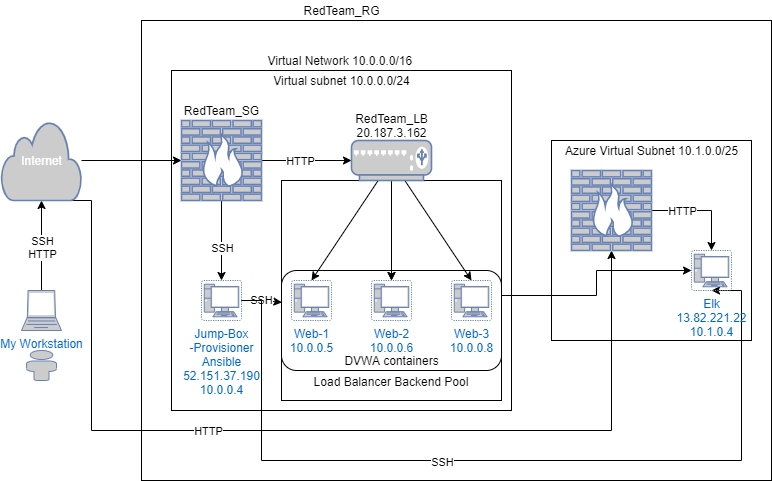 RedTeam_RG
Virtual Network 10.0.0.0/16
Virtual subnet 10.0.0.0/24
RedTeam_SG
RedTeam_LB
20.187.3.162
Internet
HTTP
Azure Virtual Subnet 10.1.0.0/25
HTTP
SSH
HTTP
SSH
SSH
My Workstation
Jump-Box
-Provisioner
Ansible
52.151.37.190
10.0.0.4
Web-1
10.0.0.5
Web-2
10.0.0.6
Web-3
10.0.0.8
DVWA containers
Load Balancer Backend Pool
Elk
13.82.221.22
10.1.0.4
HTTP
SSH